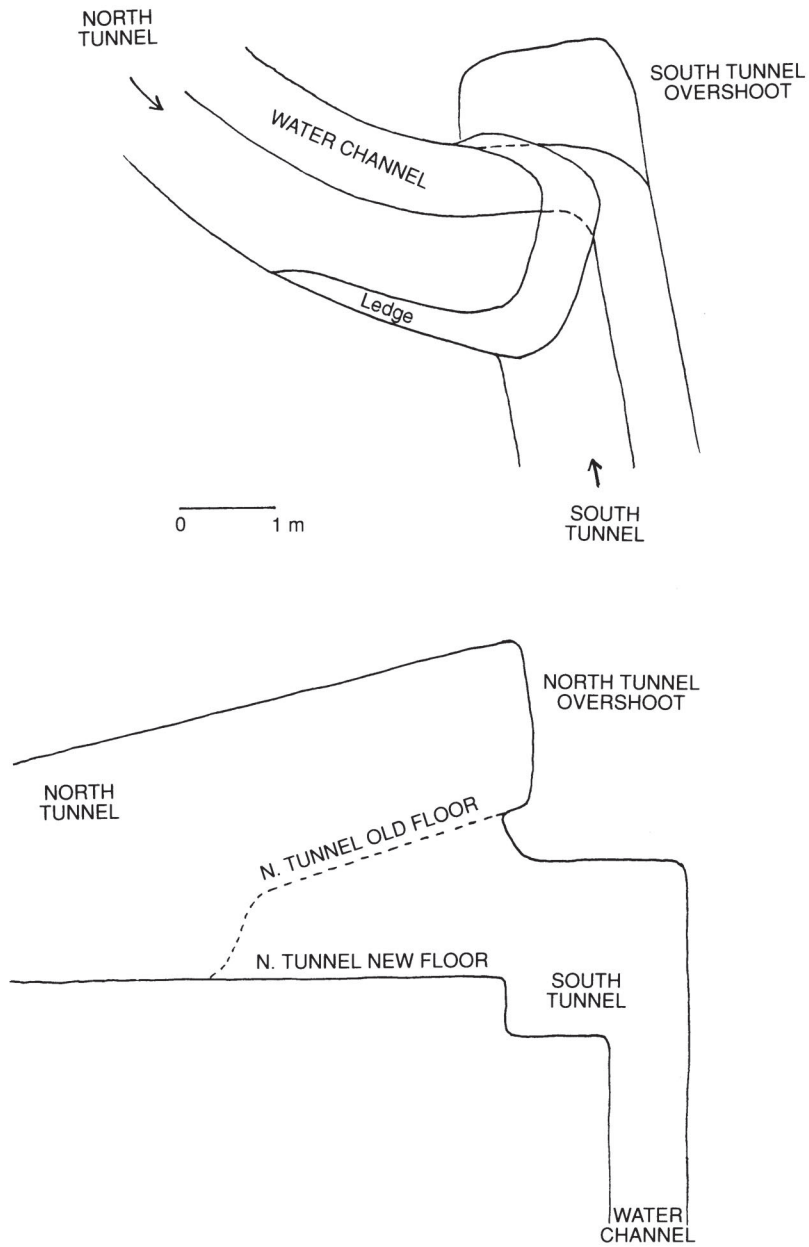 NORTH
TUNNEL
SOUTH TUNNEL
OVERSHOOT
WATER CHANNEL
Ledge
0 1 m
SOUTH
TUNNEL
NORTH TUNNEL
OVERSHOOT
NORTH
TUNNEL
N. TUNNEL OLD FLOOR
N. TUNNEL NEW FLOOR
SOUTH
TUNNEL
WATER
CHANNEL